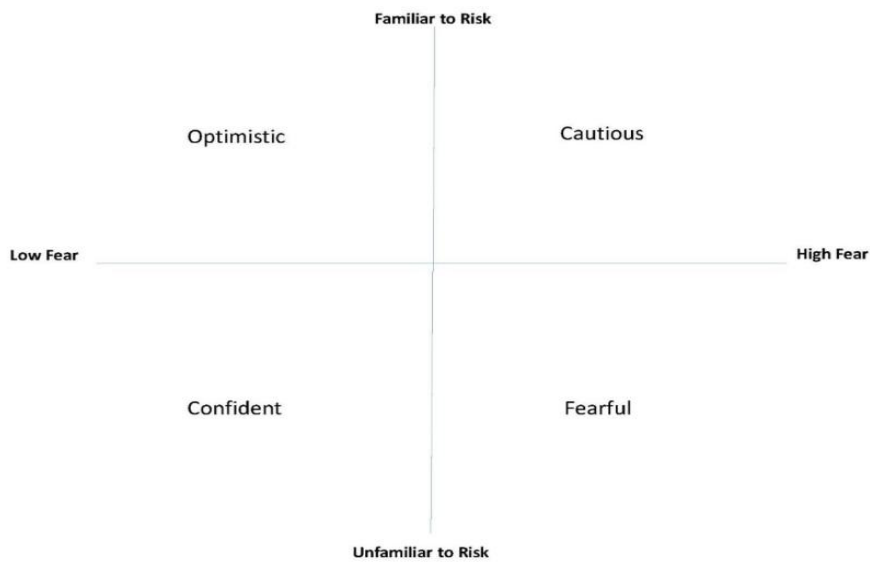 Familiar to Risk
Optimistic
Cautious
Low Fear
High Fear
Confident
Fearful
Unfamiliar to Risk